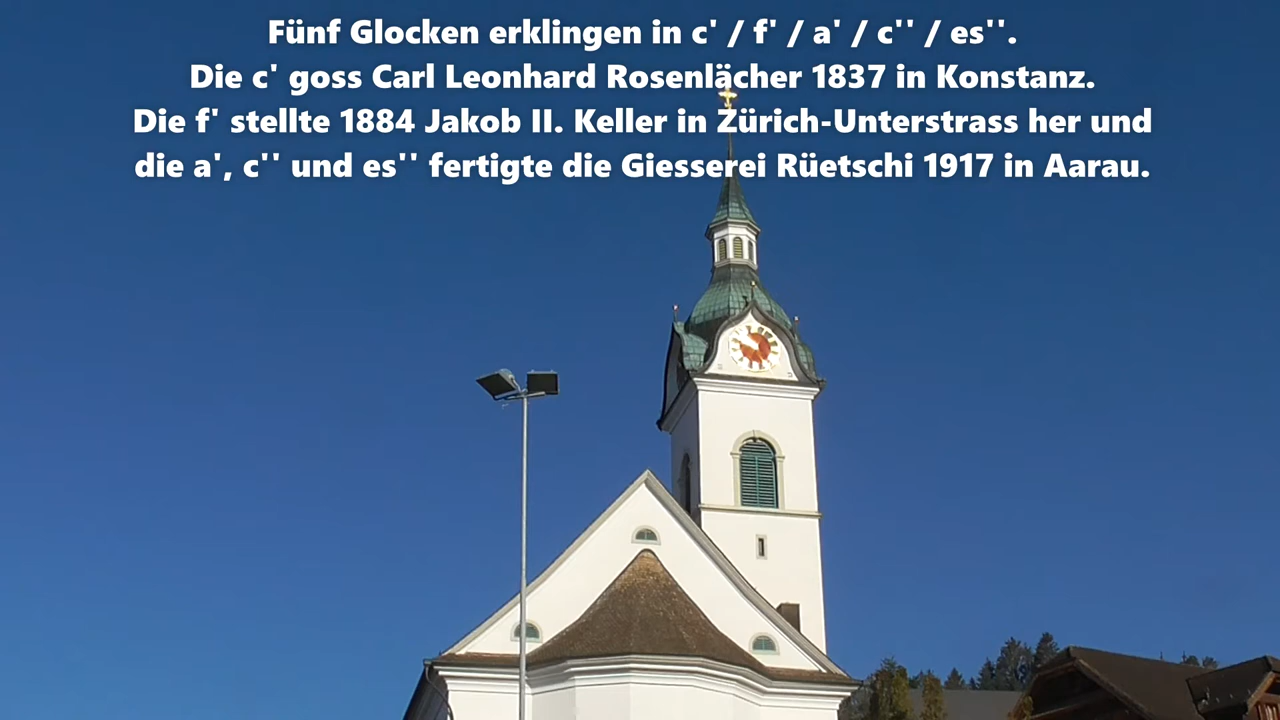 Fünf Glocken erklingen in c' / f' / a' / c'' / es''.
Die c' goss Carl Leonhard Rosenlächer 1837 in Konstanz.
Die f' stellte 1884 Jakob II. Keller in Zürich-Unterstrass her und
die a', c'' und es'' fertigte die Giesserei Rüetschi 1917 in Aarau.